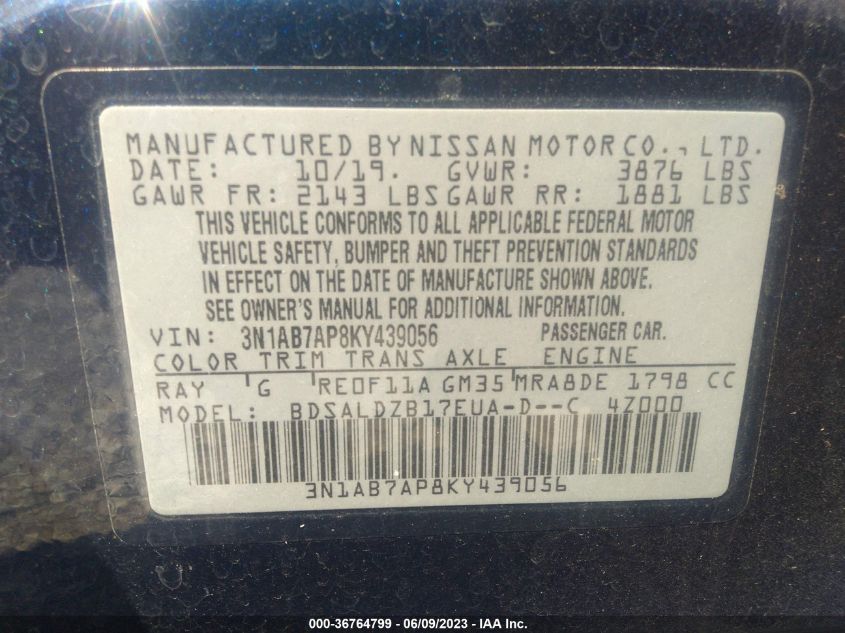 MANUFACTURED BY NISSAN MOTOR CO., LTD.
DATE: 10/19. GVWR: 3876 LBS
GAWR FR: 2143 LBS GAWR RR: 1881 LBS
THIS VEHICLE CONFORMS TO ALL APPLICABLE FEDERAL MOTOR
VEHICLE SAFETY, BUMPER AND THEFT PREVENTION STANDARDS
IN EFFECT ON THE DATE OF MANUFACTURE SHOWN ABOVE.
SEE OWNER'S MANUAL FOR ADDITIONAL INFORMATION.
VIN: 3N1AB7AP8KY439056 PASSENGER CAR.
COLOR TRIM TRANS AXLE ENGINE
RAY G RE0F11A GM35 MRA8DE 1798 CC
MODEL: BDSALDZB17EUA-D--C 4Z000
3N1AB7AP8KY439056
000-36764799 - 06/09/2023 - IAA Inc.